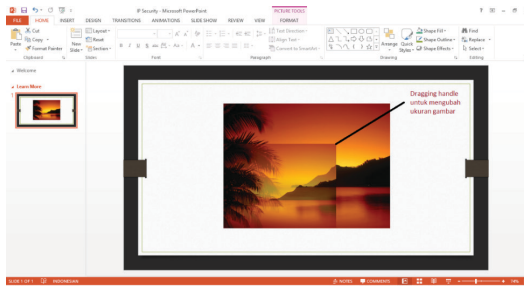 IP Security - Microsoft PowerPoint
PICTURE TOOLS
FILE HOME INSERT DESIGN TRANSITIONS ANIMATIONS SLIDE SHOW REVIEW VIEW FORMAT
Paste
Cut
Copy
Format Painter
Clipboard
New Slide
Layout
Reset
Section
Slides
Font
Text Direction
Align Text
Convert to SmartArt
Paragraph
Arrange
Quick Styles
Shape Fill
Shape Outline
Shape Effects
Drawing
Find
Replace
Select
Editing
Welcome
Learn More
1
Dragging handle
untuk mengubah
ukuran gambar
SLIDE 1 OF 1 INDONESIAN NOTES COMMENTS